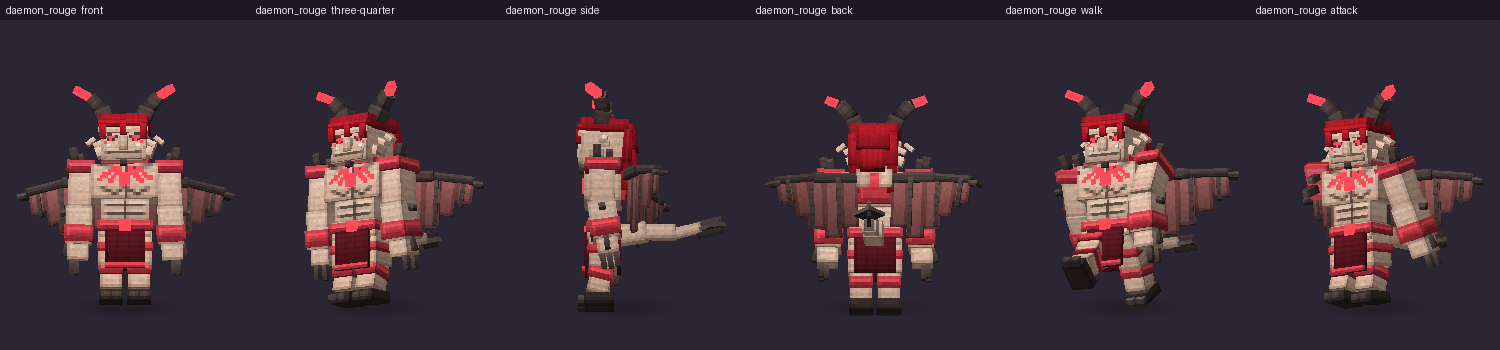 daemon_rouge front
daemon_rouge three-quarter
daemon_rouge side
daemon_rouge back
daemon_rouge walk
daemon_rouge attack